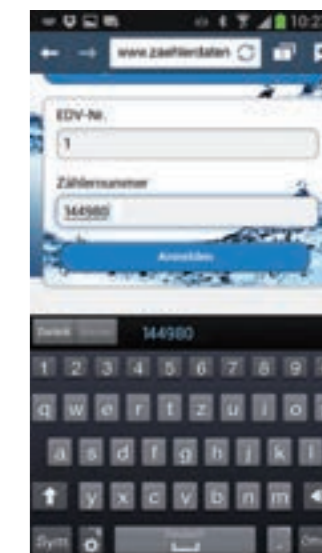 10:2
www.zaehlerdaten
EDV-Nr.
1
Zählernummer
144980
Anmelden
Zurück
144980
1 2 3 4 5 6 7 8 9
q w e r t z u i o
a s d f g h j k l
y x c v b n m
Sym